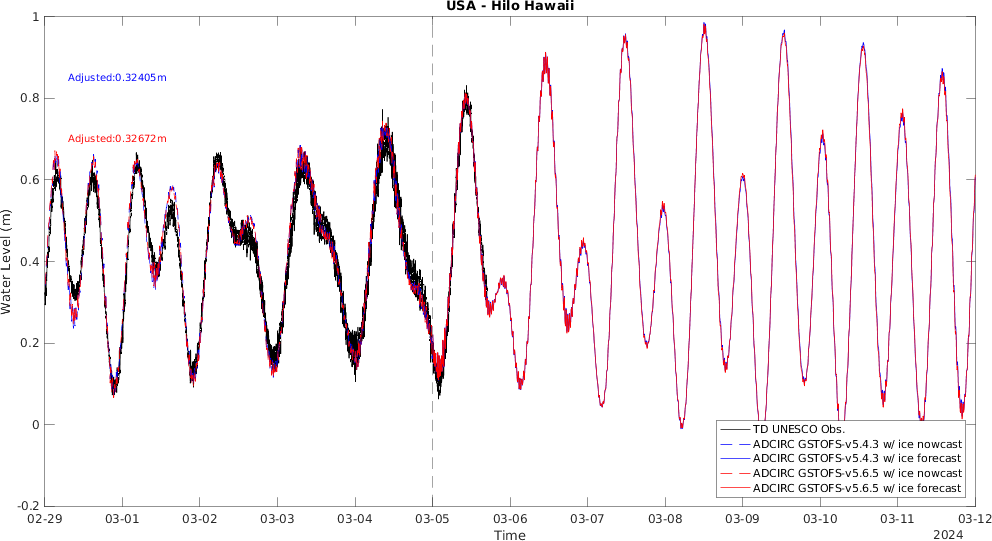 USA - Hilo Hawaii
1
0.8
0.6
0.4
0.2
0
-0.2
Water Level (m)
Adjusted:0.32405m
Adjusted:0.32672m
TD UNESCO Obs.
ADCIRC GSTOFS-v5.4.3 w/ ice nowcast
ADCIRC GSTOFS-v5.4.3 w/ ice forecast
ADCIRC GSTOFS-v5.6.5 w/ ice nowcast
ADCIRC GSTOFS-v5.6.5 w/ ice forecast
02-29 03-01 03-02 03-03 03-04 03-05 03-06 03-07 03-08 03-09 03-10 03-11 03-12
Time
2024